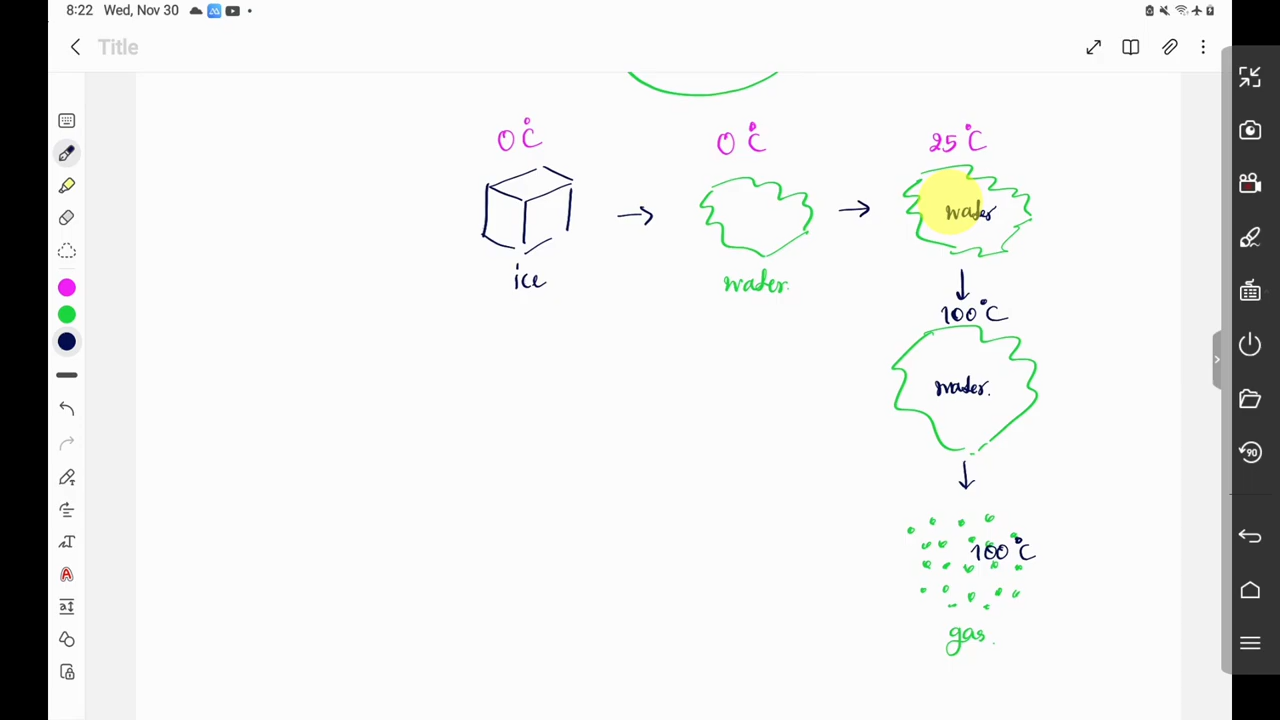 8:22 Wed, Nov 30
Title
0°C
0°C
25°C
water
ice
water.
100°C
water.
100°C
gas.